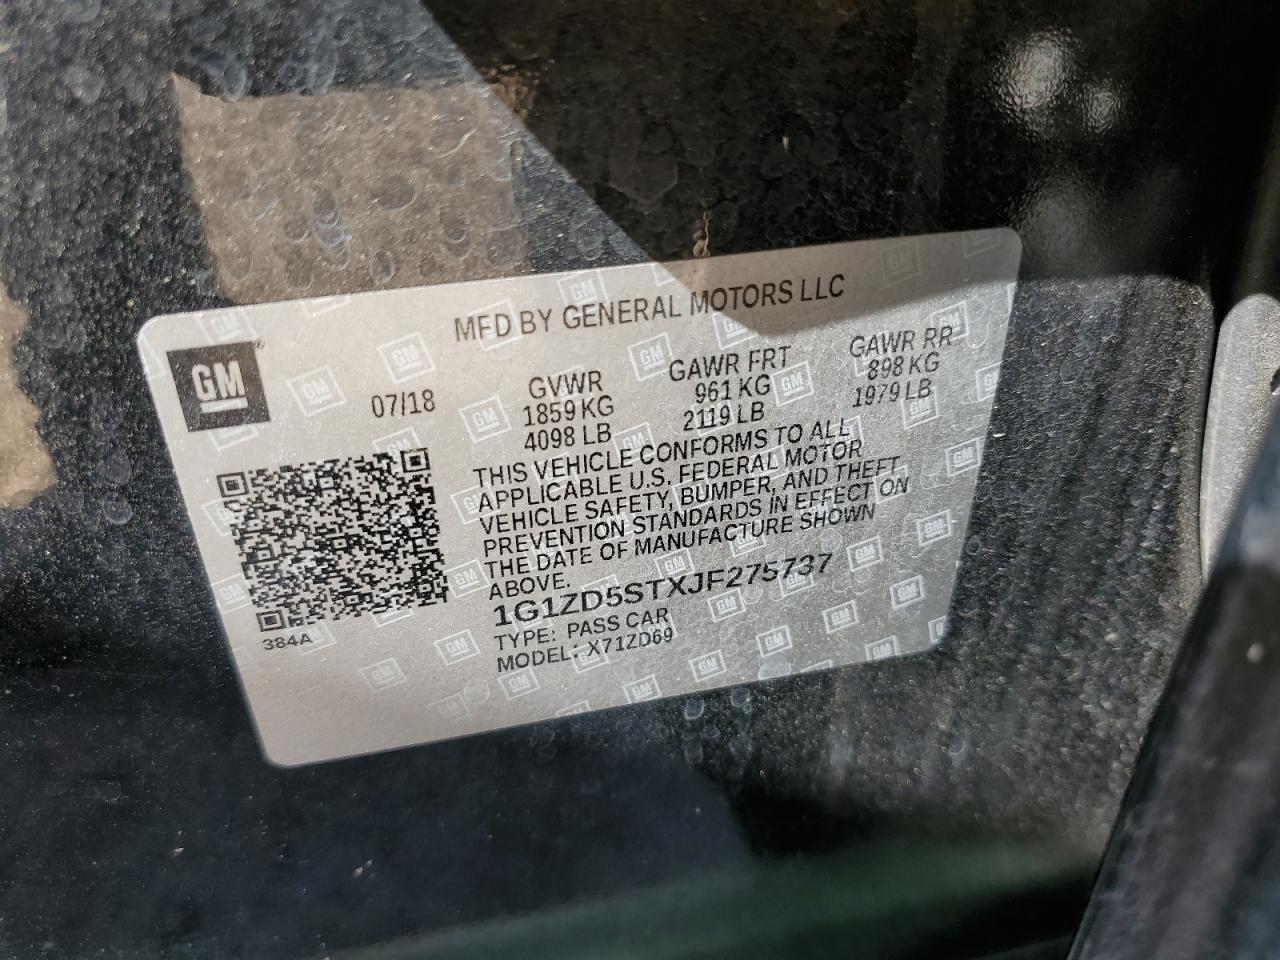 MFD BY GENERAL MOTORS LLC
GM
07/18
GVWR
1859 KG
4098 LB
GAWR FRT
961 KG
2119 LB
GAWR RR
898 KG
1979 LB
THIS VEHICLE CONFORMS TO ALL
APPLICABLE U.S. FEDERAL MOTOR
VEHICLE SAFETY, BUMPER, AND THEFT
PREVENTION STANDARDS IN EFFECT ON
THE DATE OF MANUFACTURE SHOWN
ABOVE.
1G1ZD5STXJF275737
TYPE: PASS CAR
MODEL: X71ZD69
384A